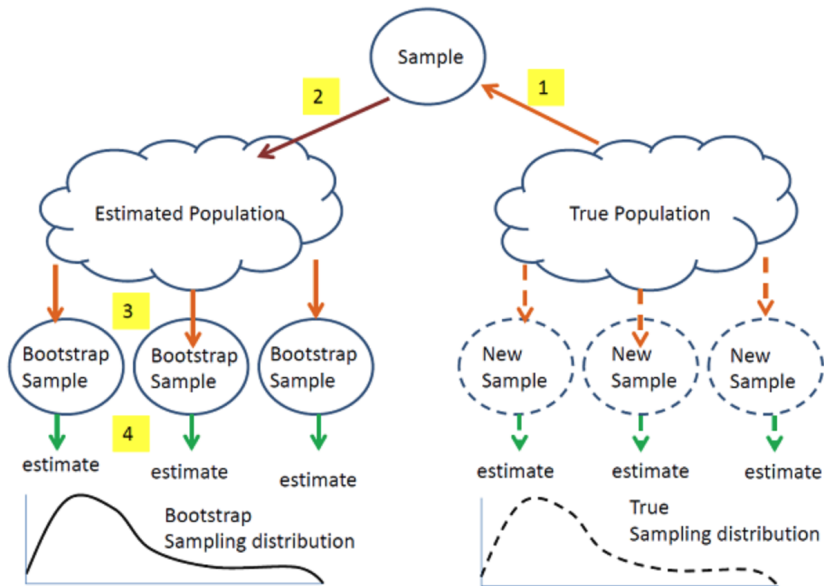 Sample
2
1
Estimated Population
True Population
3
Bootstrap
Sample
Bootstrap
Sample
Bootstrap
Sample
New
Sample
New
Sample
New
Sample
4
estimate
estimate
estimate
estimate
estimate
estimate
Bootstrap
Sampling distribution
True
Sampling distribution